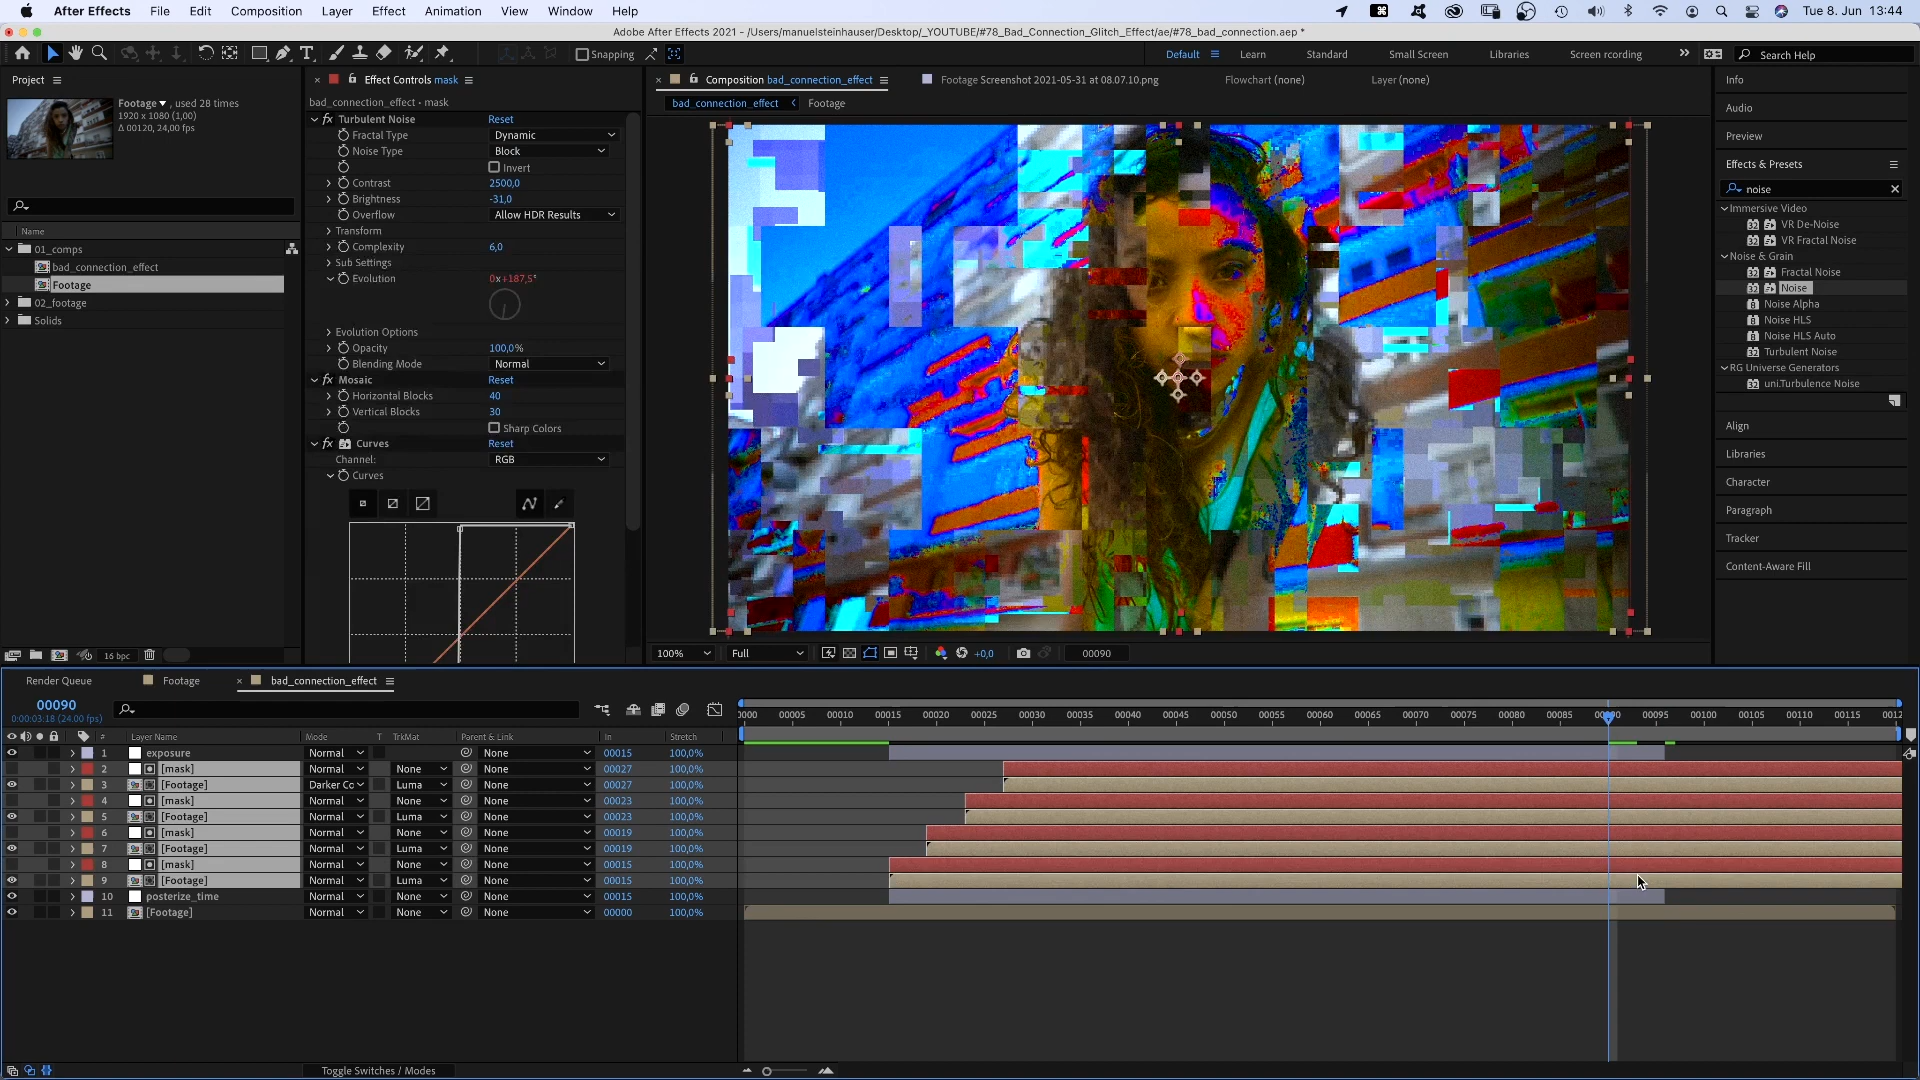 After Effects File Edit Composition Layer Effect Animation View Window Help Tue 8. Jun 13:44
Adobe After Effects 2021 - /Users/manuelsteinhauser/Desktop/_YOUTUBE/#78_Bad_Connection_Glitch_Effect/ae/#78_bad_connection.aep *
Snapping Default Learn Standard Small Screen Libraries Screen rcording Search Help
Project
Footage , used 28 times
1920 x 1080 (1,00)
Δ 00120, 24,00 fps
Name
01_comps
bad_connection_effect
Footage
02_footage
Solids
16 bpc
Effect Controls mask
bad_connection_effect • mask
Turbulent Noise Reset
Fractal Type Dynamic
Noise Type Block
Invert
Contrast 2500,0
Brightness -31,0
Overflow Allow HDR Results
Transform
Complexity 6,0
Sub Settings
Evolution 0x+187,5°
Evolution Options
Opacity 100,0%
Blending Mode Normal
Mosaic Reset
Horizontal Blocks 40
Vertical Blocks 30
Sharp Colors
Curves Reset
Channel: RGB
Curves
Composition bad_connection_effect Footage Screenshot 2021-05-31 at 08.07.10.png Flowchart (none) Layer (none)
bad_connection_effect Footage
100% Full +0,0 00090
Info
Audio
Preview
Effects & Presets
noise
Immersive Video
VR De-Noise
VR Fractal Noise
Noise & Grain
Fractal Noise
Noise
Noise Alpha
Noise HLS
Noise HLS Auto
Turbulent Noise
RG Universe Generators
uni.Turbulence Noise
Align
Libraries
Character
Paragraph
Tracker
Content-Aware Fill
Render Queue Footage bad_connection_effect
00090
0:00:03:18 (24.00 fps)
0000 00005 00010 00015 00020 00025 00030 00035 00040 00045 00050 00055 00060 00065 00070 00075 00080 00085 00090 00095 00100 00105 00110 00115 0012
# Layer Name Mode T TrkMat Parent & Link In Stretch
1 exposure Normal None 00015 100,0%
2 [mask] Normal None None 00027 100,0%
3 [Footage] Darker Cc Luma None 00027 100,0%
4 [mask] Normal None None 00023 100,0%
5 [Footage] Normal Luma None 00023 100,0%
6 [mask] Normal None None 00019 100,0%
7 [Footage] Normal Luma None 00019 100,0%
8 [mask] Normal None None 00015 100,0%
9 [Footage] Normal Luma None 00015 100,0%
10 posterize_time Normal None None 00015 100,0%
11 [Footage] Normal None None 00000 100,0%
Toggle Switches / Modes